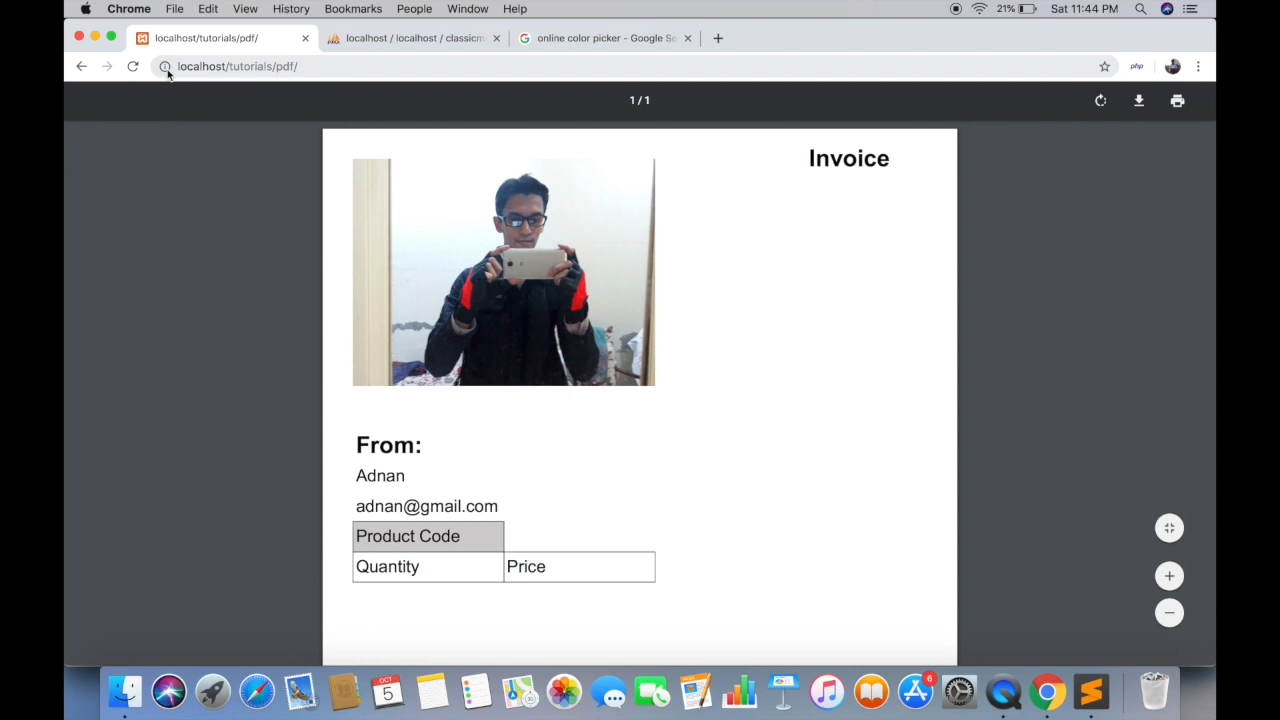 Chrome File Edit View History Bookmarks People Window Help 21% Sat 11:44 PM
localhost/tutorials/pdf/ localhost / localhost / classicm online color picker - Google Se
localhost/tutorials/pdf/ php
1 / 1
Invoice
From:
Adnan
adnan@gmail.com
Product Code
Quantity Price
OCT
5
6